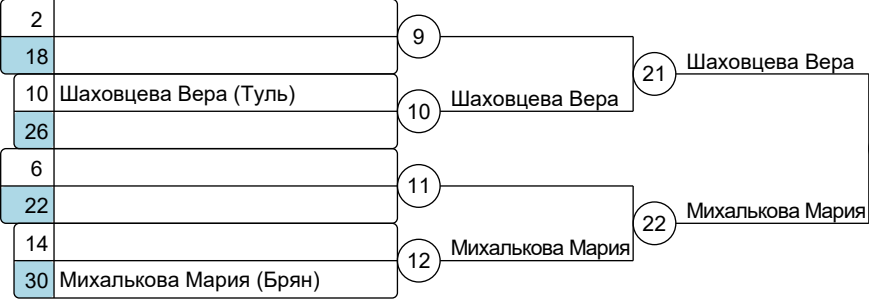 2
9
18
21 Шаховцева Вера
10 Шаховцева Вера (Туль)
10 Шаховцева Вера
26
6
11
22
22 Михалькова Мария
14
12 Михалькова Мария
30 Михалькова Мария (Брян)